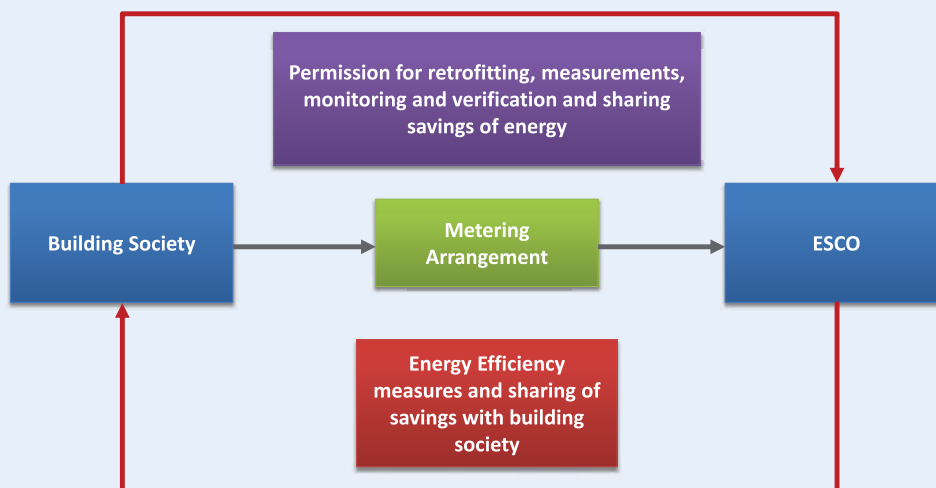 Permission for retrofitting, measurements,
monitoring and verification and sharing
savings of energy
Building Society
Metering
Arrangement
ESCO
Energy Efficiency
measures and sharing of
savings with building
society